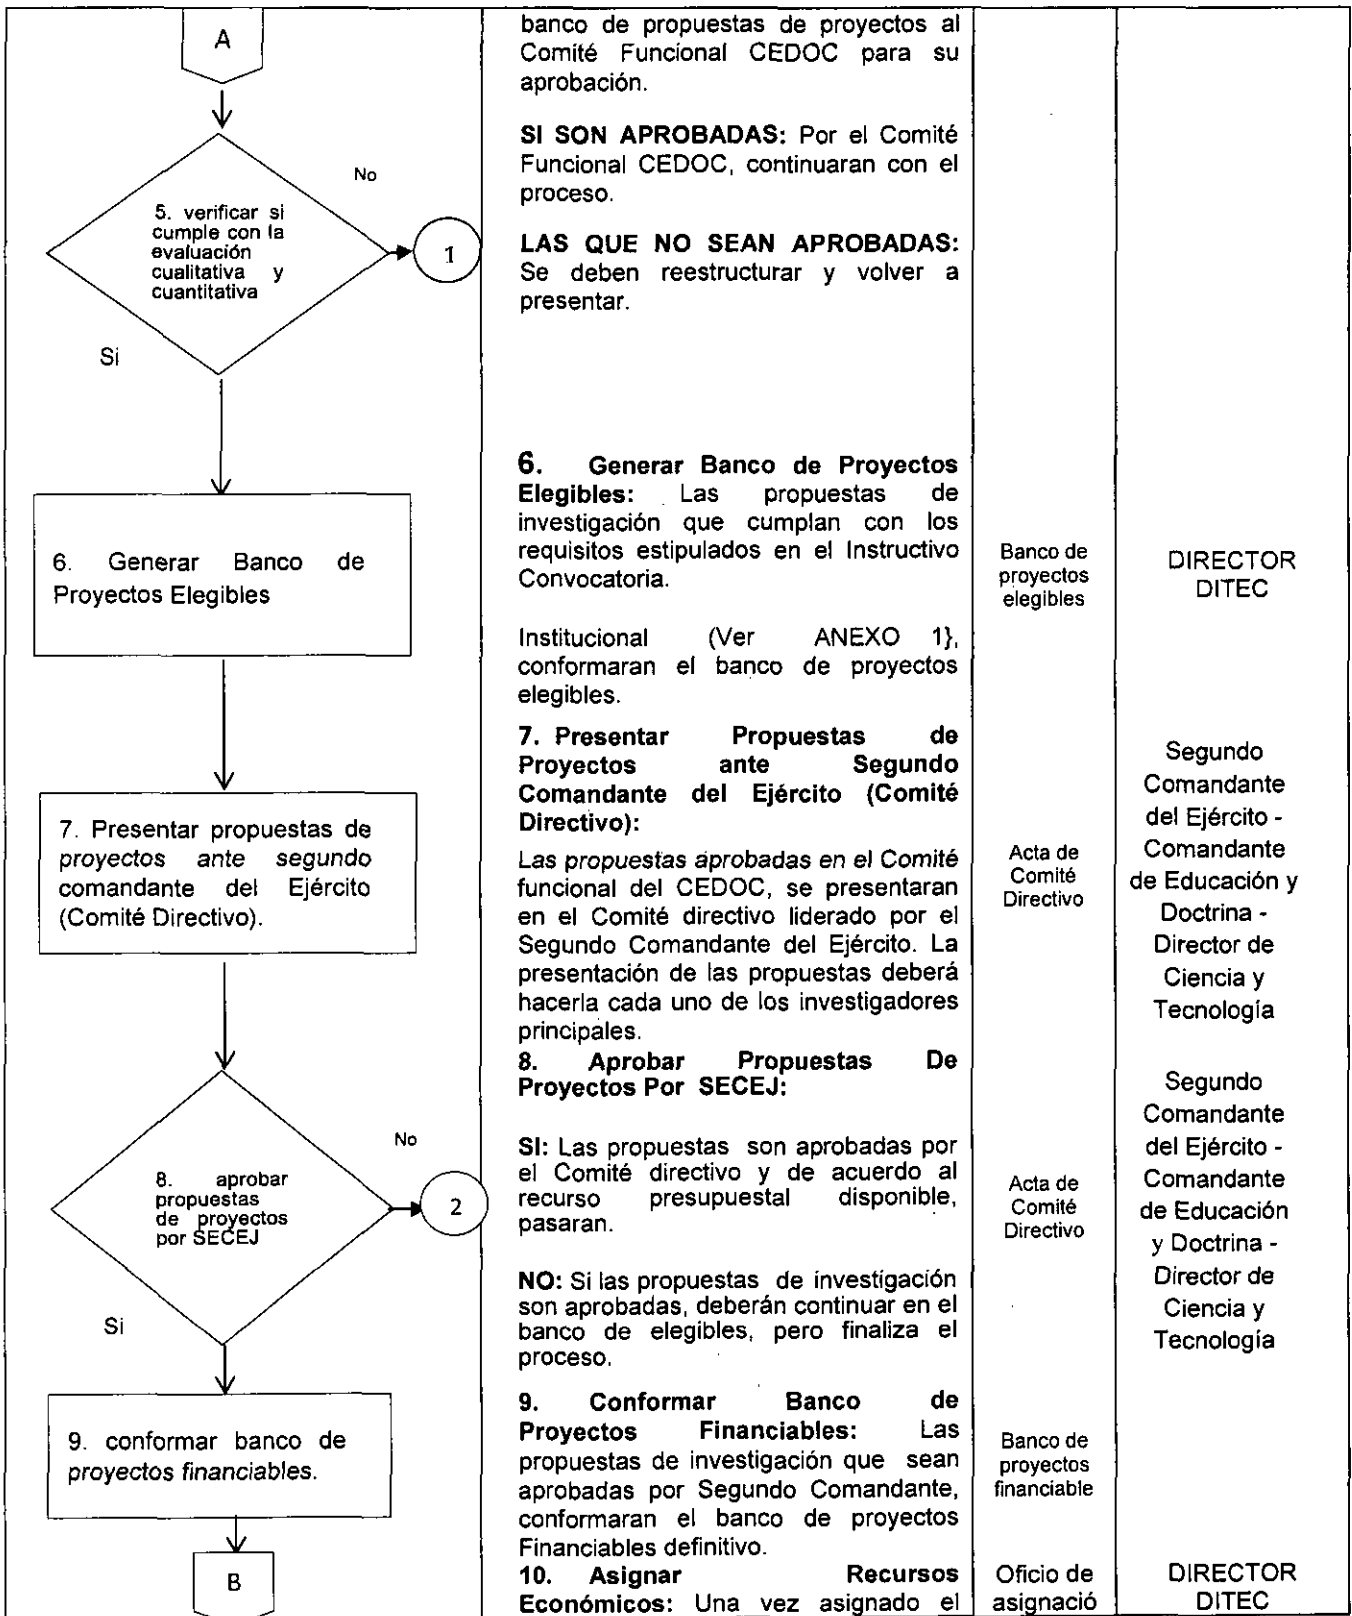 A
No
5. verificar si
cumple con la
evaluación
cualitativa y
cuantitativa
1
Si
6. Generar Banco de
Proyectos Elegibles
7. Presentar propuestas de
proyectos ante segundo
comandante del Ejército
(Comité Directivo).
No
8. aprobar
propuestas
de proyectos
por SECEJ
2
Si
9. conformar banco de
proyectos financiables.
B
banco de propuestas de proyectos al
Comité Funcional CEDOC para su
aprobación.
SI SON APROBADAS: Por el Comité
Funcional CEDOC, continuaran con el
proceso.
LAS QUE NO SEAN APROBADAS:
Se deben reestructurar y volver a
presentar.
6. Generar Banco de Proyectos
Elegibles: Las propuestas de
investigación que cumplan con los
requisitos estipulados en el Instructivo
Convocatoria.
Institucional (Ver ANEXO 1},
conformaran el banco de proyectos
elegibles.
7. Presentar Propuestas de
Proyectos ante Segundo
Comandante del Ejército (Comité
Directivo):
Las propuestas aprobadas en el Comité
funcional del CEDOC, se presentaran
en el Comité directivo liderado por el
Segundo Comandante del Ejército. La
presentación de las propuestas deberá
hacerla cada uno de los investigadores
principales.
8. Aprobar Propuestas De
Proyectos Por SECEJ:
SI: Las propuestas son aprobadas por
el Comité directivo y de acuerdo al
recurso presupuestal disponible,
pasaran.
NO: Si las propuestas de investigación
son aprobadas, deberán continuar en el
banco de elegibles, pero finaliza el
proceso.
9. Conformar Banco de
Proyectos Financiables: Las
propuestas de investigación que sean
aprobadas por Segundo Comandante,
conformaran el banco de proyectos
Financiables definitivo.
10. Asignar Recursos
Económicos: Una vez asignado el
Banco de
proyectos
elegibles
Acta de
Comité
Directivo
Acta de
Comité
Directivo
Banco de
proyectos
financiable
Oficio de
asignació
DIRECTOR
DITEC
Segundo
Comandante
del Ejército -
Comandante
de Educación y
Doctrina -
Director de
Ciencia y
Tecnología
Segundo
Comandante
del Ejército -
Comandante
de Educación
y Doctrina -
Director de
Ciencia y
Tecnología
DIRECTOR
DITEC